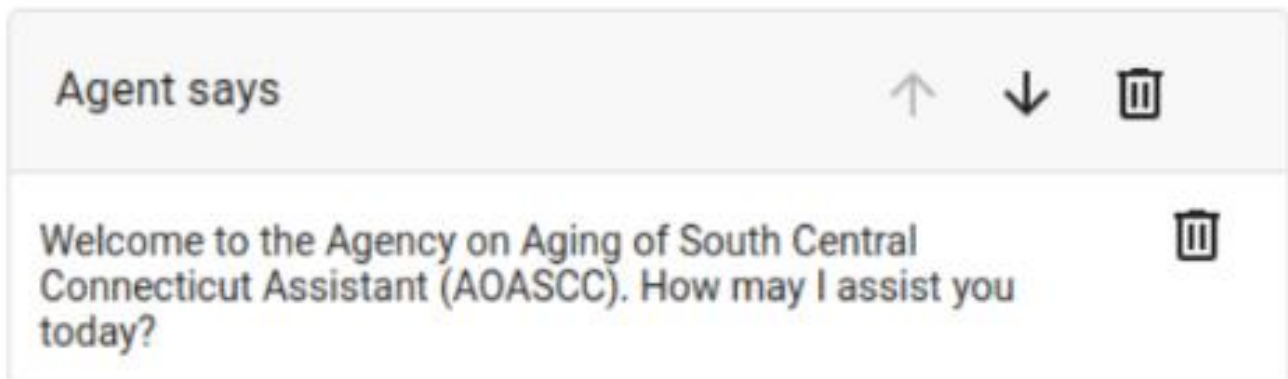 Agent says
Welcome to the Agency on Aging of South Central
Connecticut Assistant (AOASCC). How may I assist you
today?